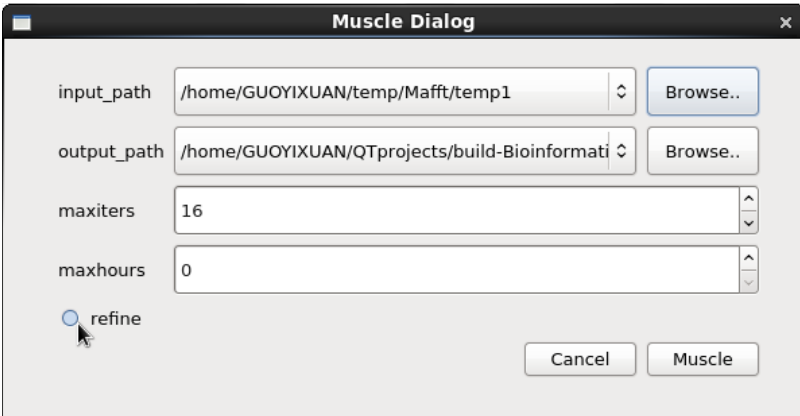 Muscle Dialog
input_path /home/GUOYIXUAN/temp/Mafft/temp1 Browse..
output_path /home/GUOYIXUAN/QTprojects/build-Bioinformati Browse..
maxiters 16
maxhours 0
refine
Cancel Muscle